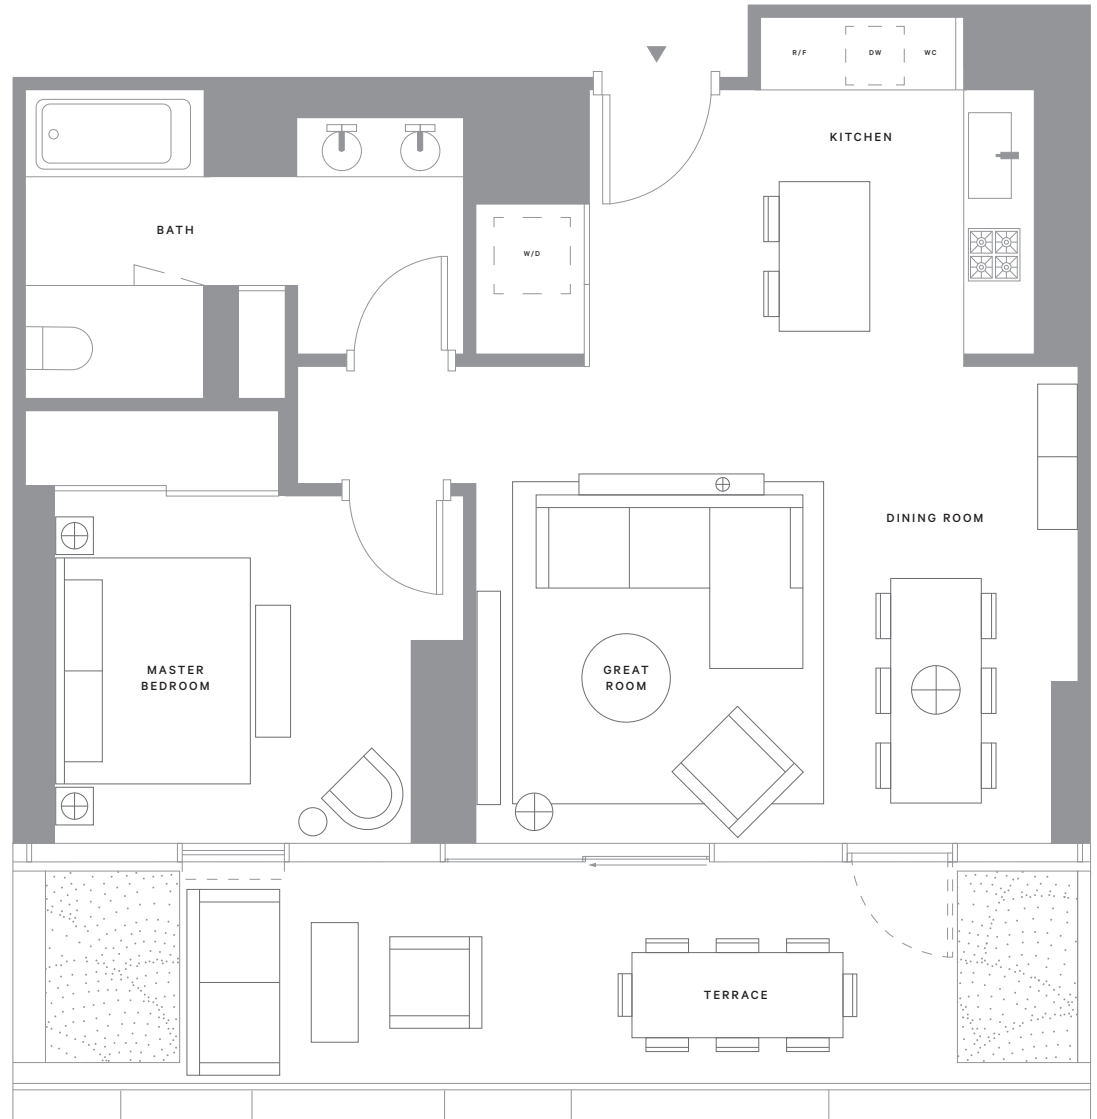 R/F
DW
WC
KITCHEN
BATH
W/D
DINING ROOM
MASTER
BEDROOM
GREAT
ROOM
TERRACE